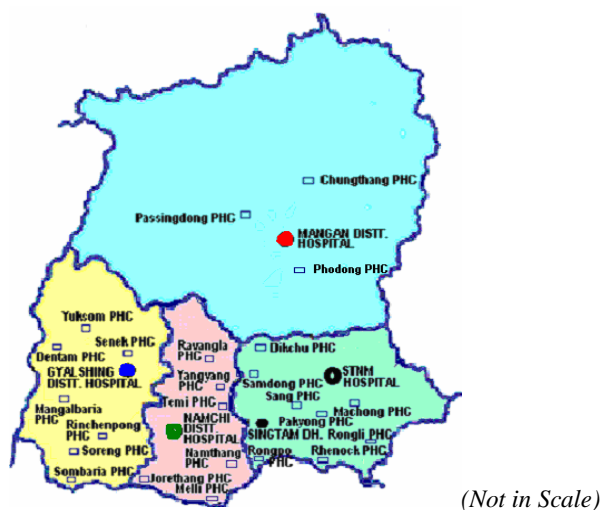 Chungthang PHC
Passingdong PHC
MANGAN DISTT.
HOSPITAL
Phodong PHC
Yuksom PHC
Senek PHC
Dentam PHC
GYALSHING
DISTT. HOSPITAL
Mangalbaria
PHC
Rinchenpong
PHC
Soreng PHC
Sombaria PHC
Ravangla
PHC
Yangyang
PHC
Temi PHC
NAMCHI
DISTT.
HOSPITAL
Namthang
PHC
Jorethang PHC
Melli PHC
Dikchu PHC
STNM
HOSPITAL
Samdong PHC
Sang PHC
Machong PHC
Pakyong PHC
SINGTAM DH.
Rongli PHC
Rongpo
PHC
Rhenock PHC
(Not in Scale)